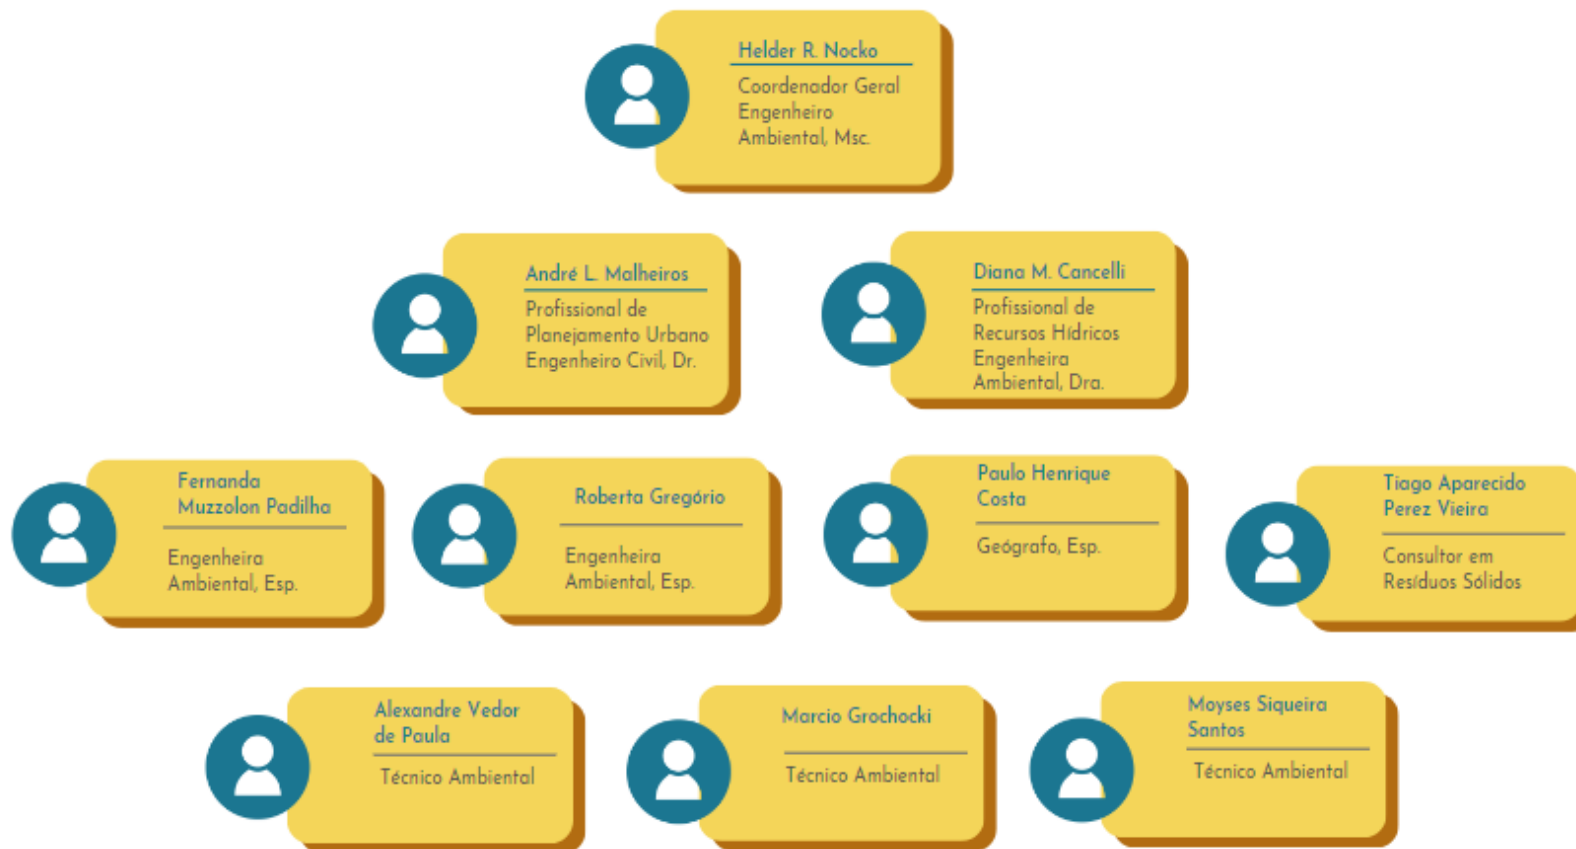 Helder R. Nocko
Coordenador Geral
Engenheiro
Ambiental, Msc.
André L. Malheiros
Profissional de
Planejamento Urbano
Engenheiro Civil, Dr.
Diana M. Cancelli
Profissional de
Recursos Hídricos
Engenheira
Ambiental, Dra.
Fernanda
Muzzolon Padilha
Engenheira
Ambiental, Esp.
Roberta Gregório
Engenheira
Ambiental, Esp.
Paulo Henrique
Costa
Geógrafo, Esp.
Tiago Aparecido
Perez Vieira
Consultor em
Resíduos Sólidos
Alexandre Vedor
de Paula
Técnico Ambiental
Marcio Grochocki
Técnico Ambiental
Moyses Siqueira
Santos
Técnico Ambiental